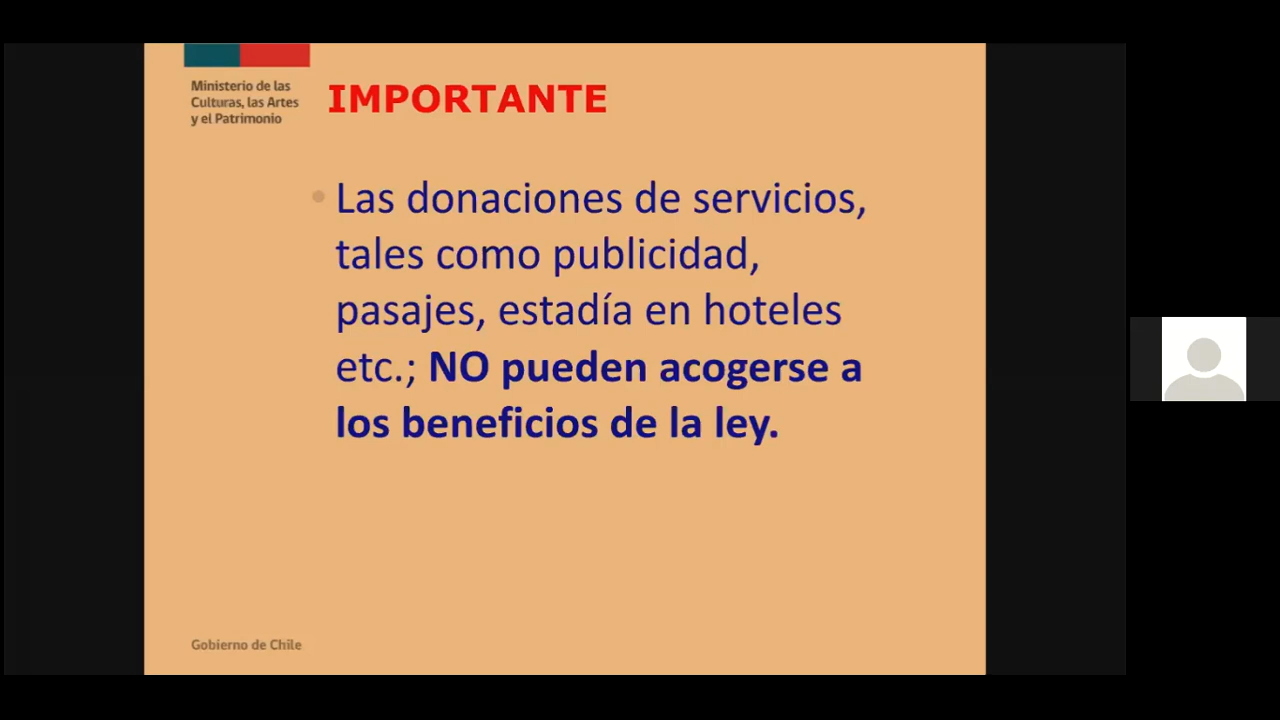 Ministerio de las
Culturas, las Artes
y el Patrimonio
IMPORTANTE
• Las donaciones de servicios,
tales como publicidad,
pasajes, estadía en hoteles
etc.; NO pueden acogerse a
los beneficios de la ley.
Gobierno de Chile